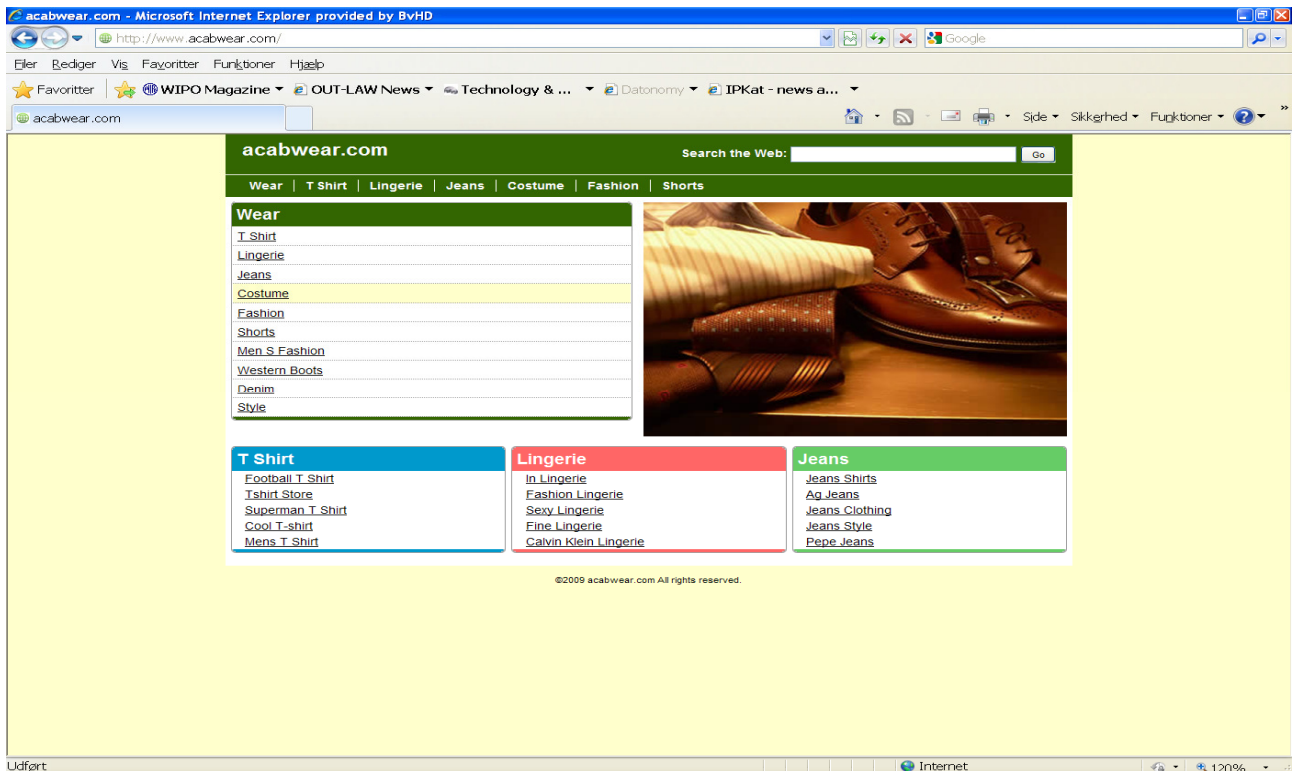 acabwear.com - Microsoft Internet Explorer provided by BvHD
http://www.acabwear.com/ Google
Filer Rediger Vis Favoritter Funktioner Hjælp
Favoritter WIPO Magazine OUT-LAW News Technology & ... Datonomy IPKat - news a...
acabwear.com Side Sikkerhed Funktioner »
acabwear.com Search the Web: Go
Wear | T Shirt | Lingerie | Jeans | Costume | Fashion | Shorts
Wear
T Shirt
Lingerie
Jeans
Costume
Fashion
Shorts
Men S Fashion
Western Boots
Denim
Style
T Shirt
Football T Shirt
Tshirt Store
Superman T Shirt
Cool T-shirt
Mens T Shirt
Lingerie
In Lingerie
Fashion Lingerie
Sexy Lingerie
Fine Lingerie
Calvin Klein Lingerie
Jeans
Jeans Shirts
Ag Jeans
Jeans Clothing
Jeans Style
Pepe Jeans
©2009 acabwear.com All rights reserved.
Udført Internet 120%